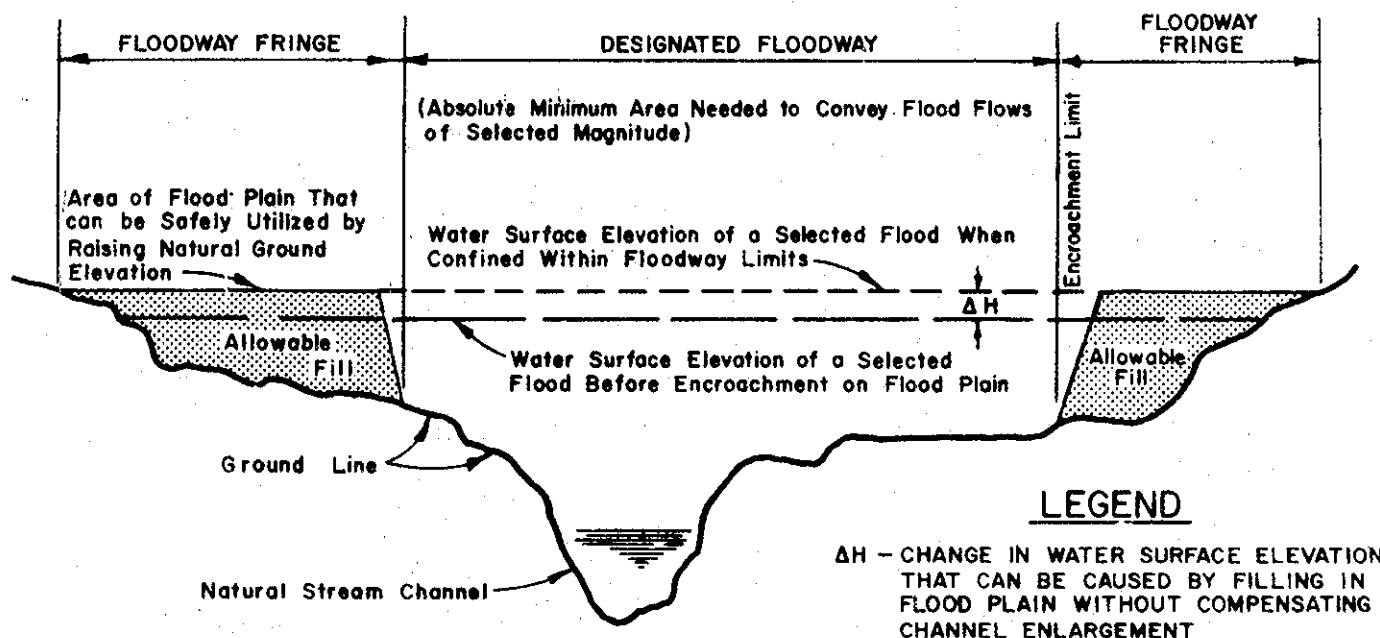 FLOODWAY FRINGE
DESIGNATED FLOODWAY
FLOODWAY
FRINGE
(Absolute Minimum Area Needed to Convey Flood Flows
of Selected Magnitude)
Encroachment Limit
Area of Flood Plain That
can be Safely Utilized by
Raising Natural Ground
Elevation
Water Surface Elevation of a Selected Flood When
Confined Within Floodway Limits
Δ H
Allowable
Fill
Water Surface Elevation of a Selected
Flood Before Encroachment on Flood Plain
Allowable
Fill
Ground Line
Natural Stream Channel
LEGEND
ΔH - CHANGE IN WATER SURFACE ELEVATION
THAT CAN BE CAUSED BY FILLING IN
FLOOD PLAIN WITHOUT COMPENSATING
CHANNEL ENLARGEMENT